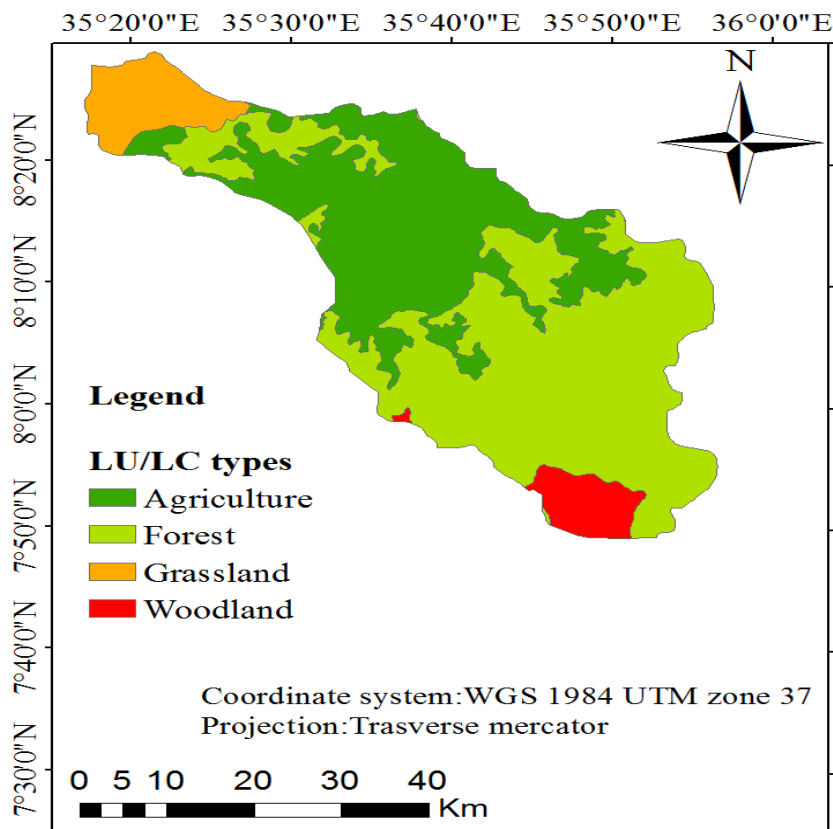 35°20'0"E 35°30'0"E 35°40'0"E 35°50'0"E 36°0'0"E
N
8°20'0"N
8°10'0"N
8°0'0"N
7°50'0"N
7°40'0"N
7°30'0"N
Legend
LU/LC types
Agriculture
Forest
Grassland
Woodland
Coordinate system:WGS 1984 UTM zone 37
Projection:Trasverse mercator
0 5 10 20 30 40
Km